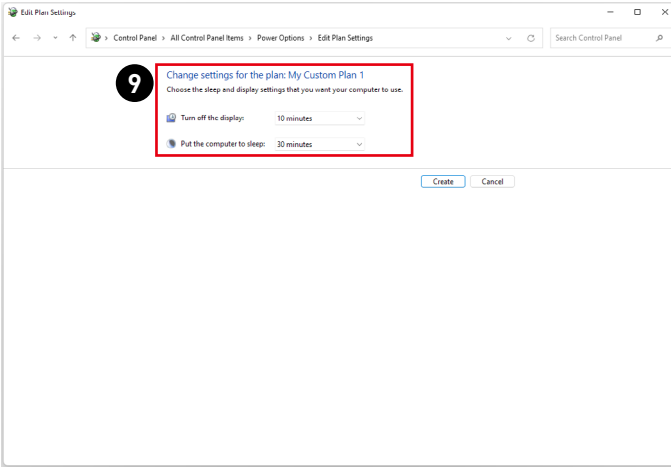 Edit Plan Settings
Control Panel > All Control Panel Items > Power Options > Edit Plan Settings
Search Control Panel
9
Change settings for the plan: My Custom Plan 1
Choose the sleep and display settings that you want your computer to use.
Turn off the display: 10 minutes
Put the computer to sleep: 30 minutes
Create Cancel